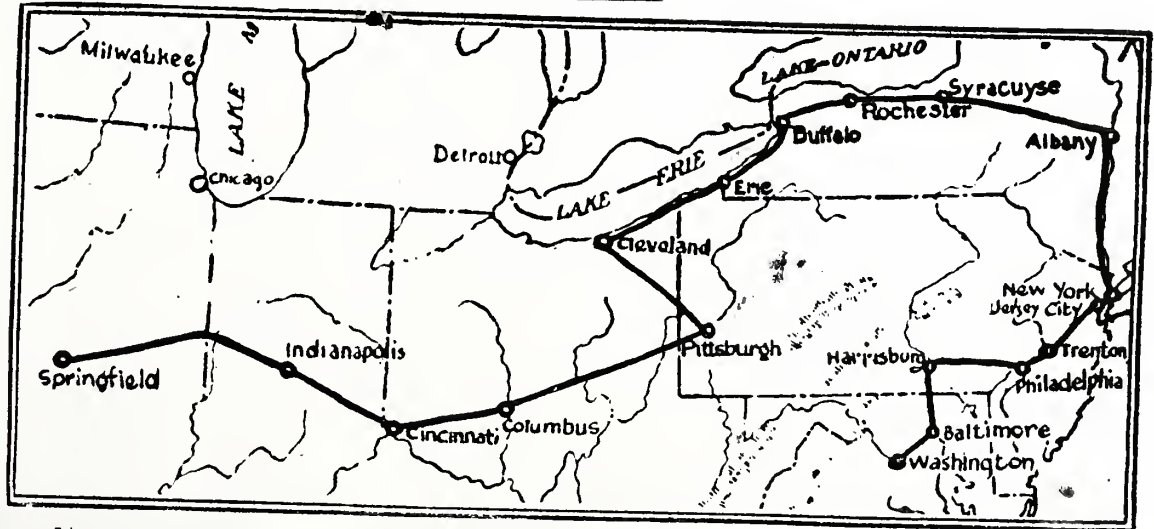 Milwaukee
LAKE
LAKE-ONTARIO
Syracuyse
Rochester
Buffalo
Albany
Detroit
Chicago
LAKE ERIE
Erie
Cleveland
New York
Jersey City
Pittsburgh
Indianapolis
Springfield
Harrisburg
Trenton
Philadelphia
Cincinnati
Columbus
Baltimore
Washington